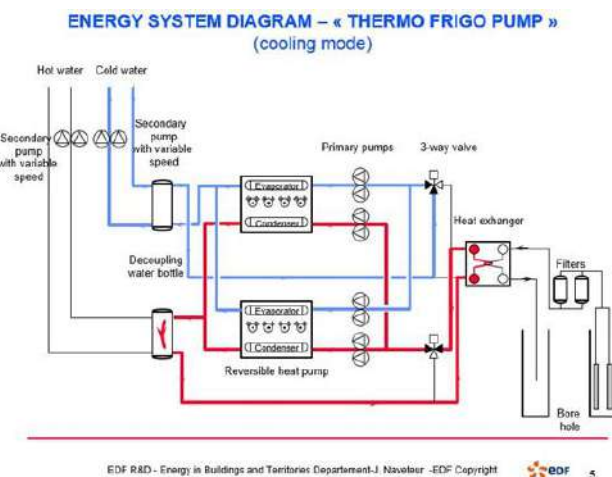 ENERGY SYSTEM DIAGRAM – « THERMO FRIGO PUMP »
(cooling mode)
Hot water
Cold water
Secondary
pump
with variable
speed
Secondary
pump
with variable
speed
Primary pumps
3-way valve
Evaporator
Condenser
Heat exhanger
Decoupling
water bottle
Filters
Evaporator
Condenser
Reversible heat pump
Bore
hole
EDF R&D - Energy in Buildings and Territories Departement-J. Naveteur -EDF Copyright
eDF
5